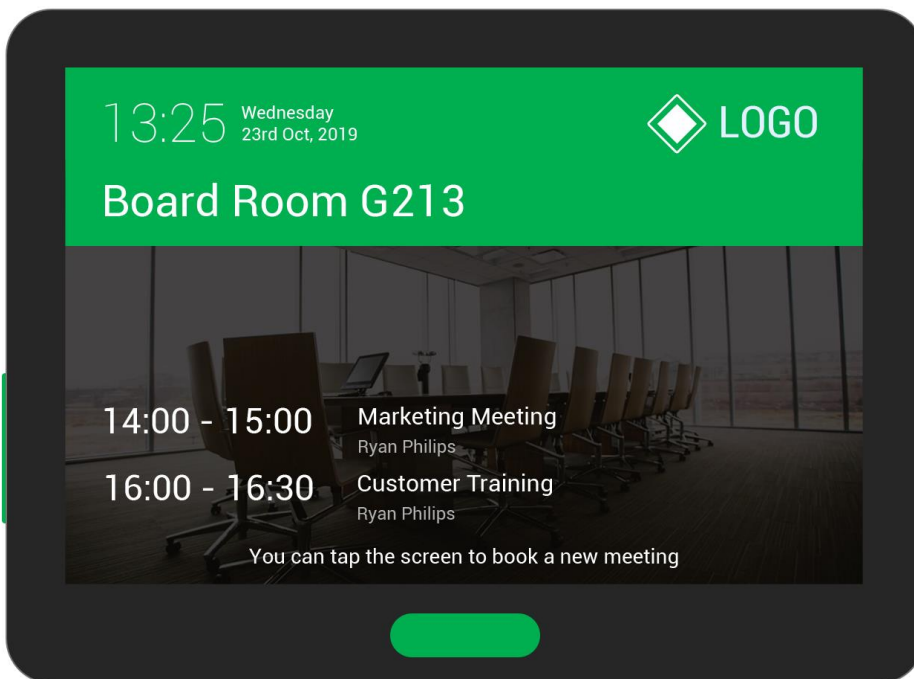 13:25
Wednesday
23rd Oct, 2019
LOGO
Board Room G213
14:00 - 15:00
Marketing Meeting
Ryan Philips
16:00 - 16:30
Customer Training
Ryan Philips
You can tap the screen to book a new meeting